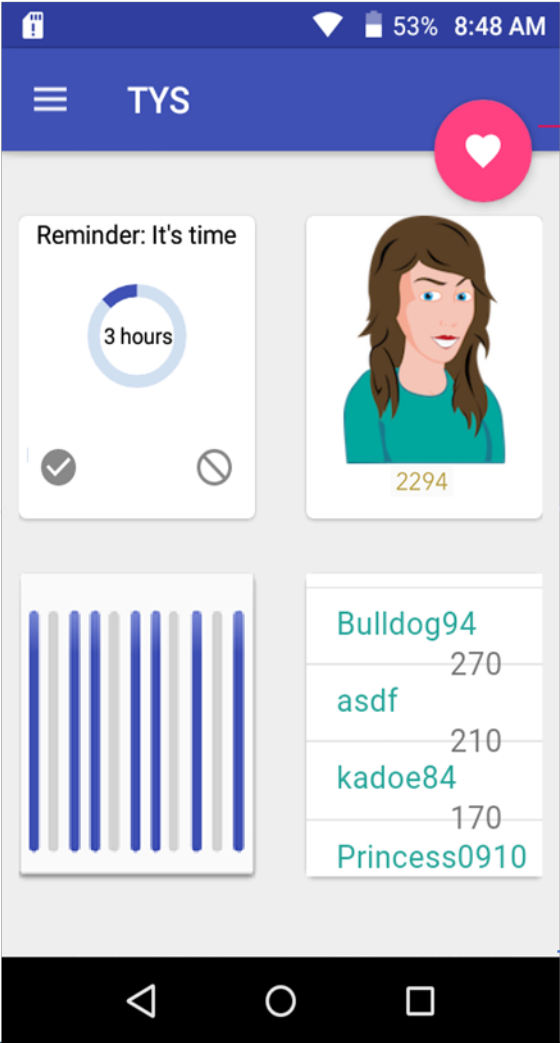 53% 8:48 AM
TYS
Reminder: It's time
3 hours
2294
Bulldog94
270
asdf
210
kadoe84
170
Princess0910